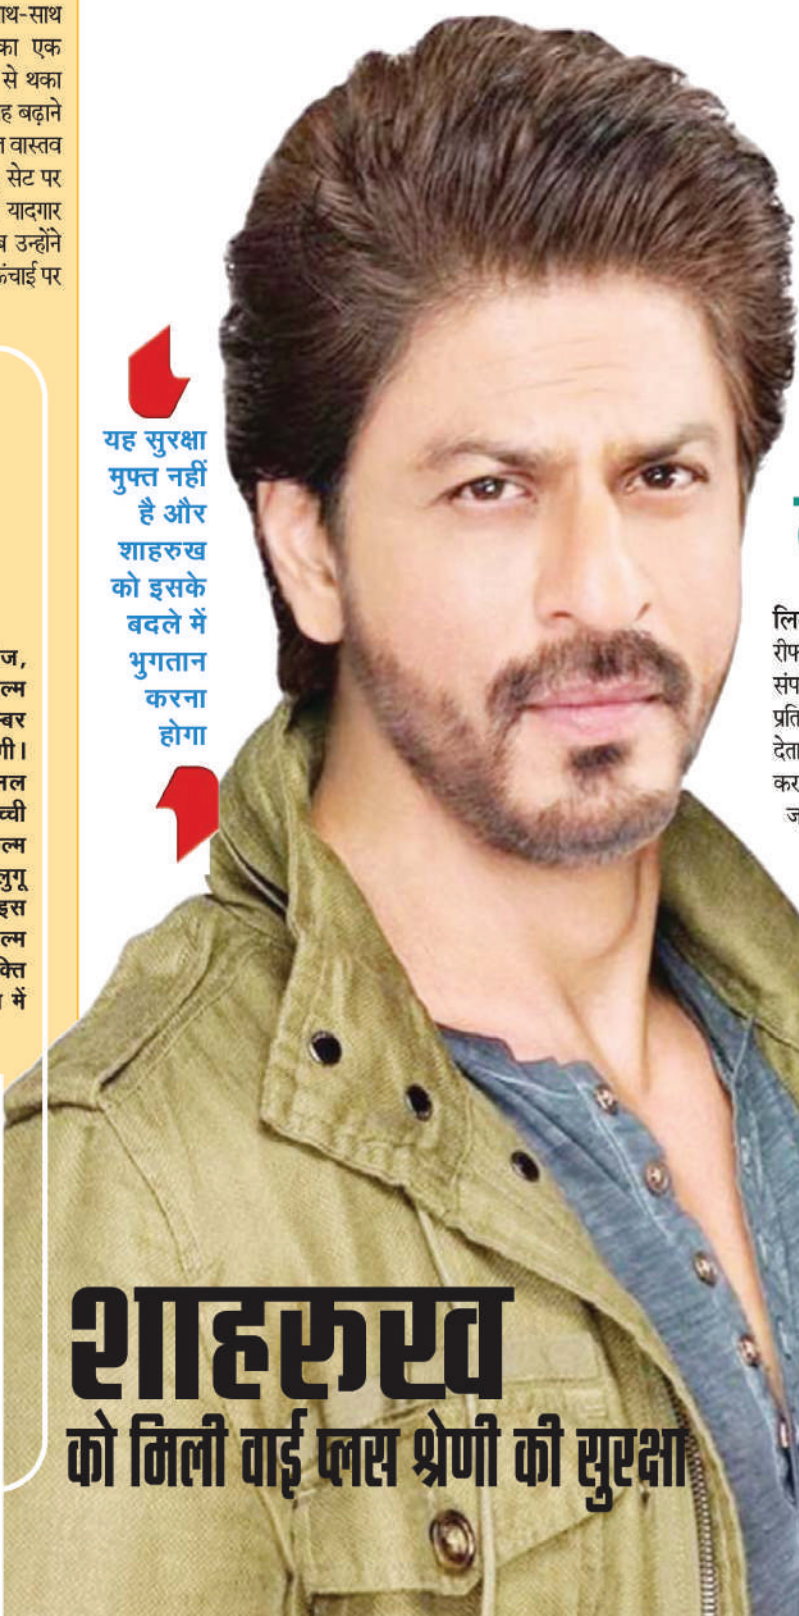 थ-साथ
का एक
से थका
ह बढ़ाने
वास्तव
सेट पर
यादगार
उन्होंने
ऊंचाई पर
ज,
ल्म
म्बर
गी।
नल
च्ची
ल्म
लुगू
इस
ल्म
क्ति
में
यह सुरक्षा
मुफ्त नहीं
है और
शाहरुख
को इसके
बदले में
भुगतान
करना
होगा
शाहरूख
को मिली वाई प्लस श्रेणी की सुरक्षा
लि
रीफ
संप
प्रति
देता
कर
ज